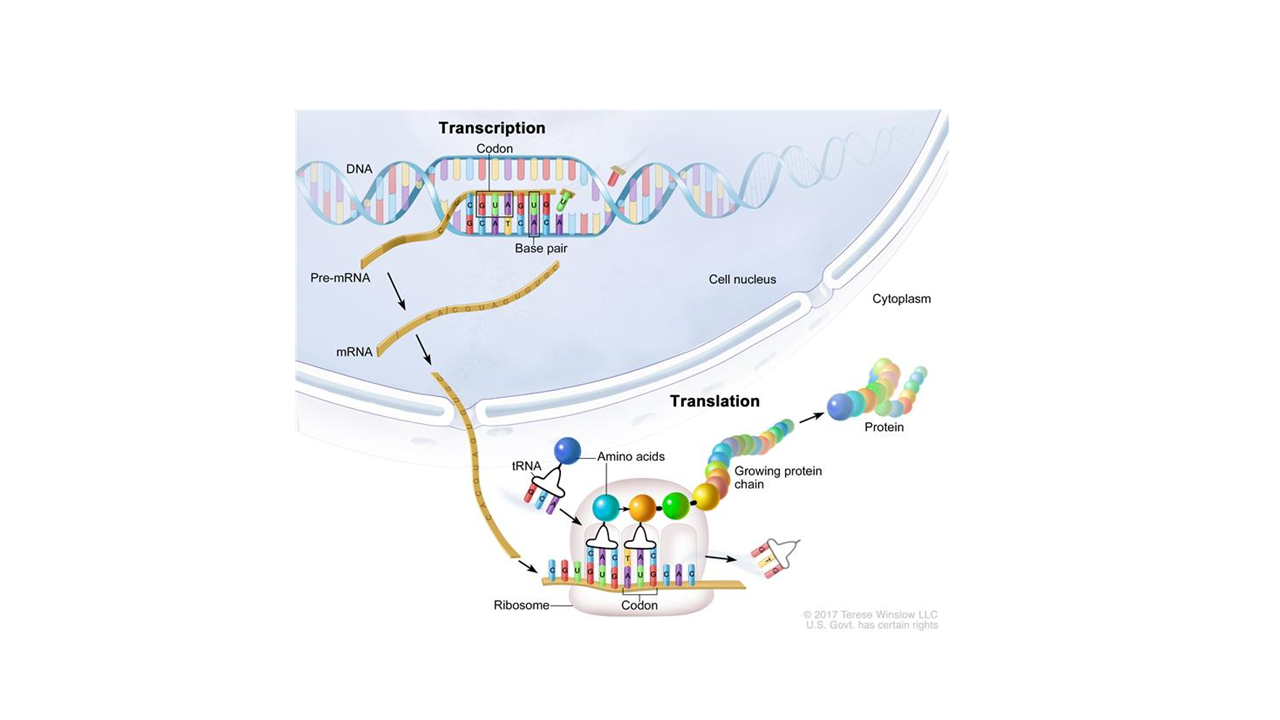 Transcription
Codon
DNA
C G U A G U G
U
G C A T C A C A
Base pair
Pre-mRNA
Cell nucleus
Cytoplasm
C A C G U A G U G U G C
mRNA
Translation
Protein
Amino acids
tRNA
Growing protein
chain
C A C T A C
C G U G U G A U G C A C
Ribosome
Codon
G T G
© 2017 Terese Winslow LLC
U.S. Govt. has certain rights